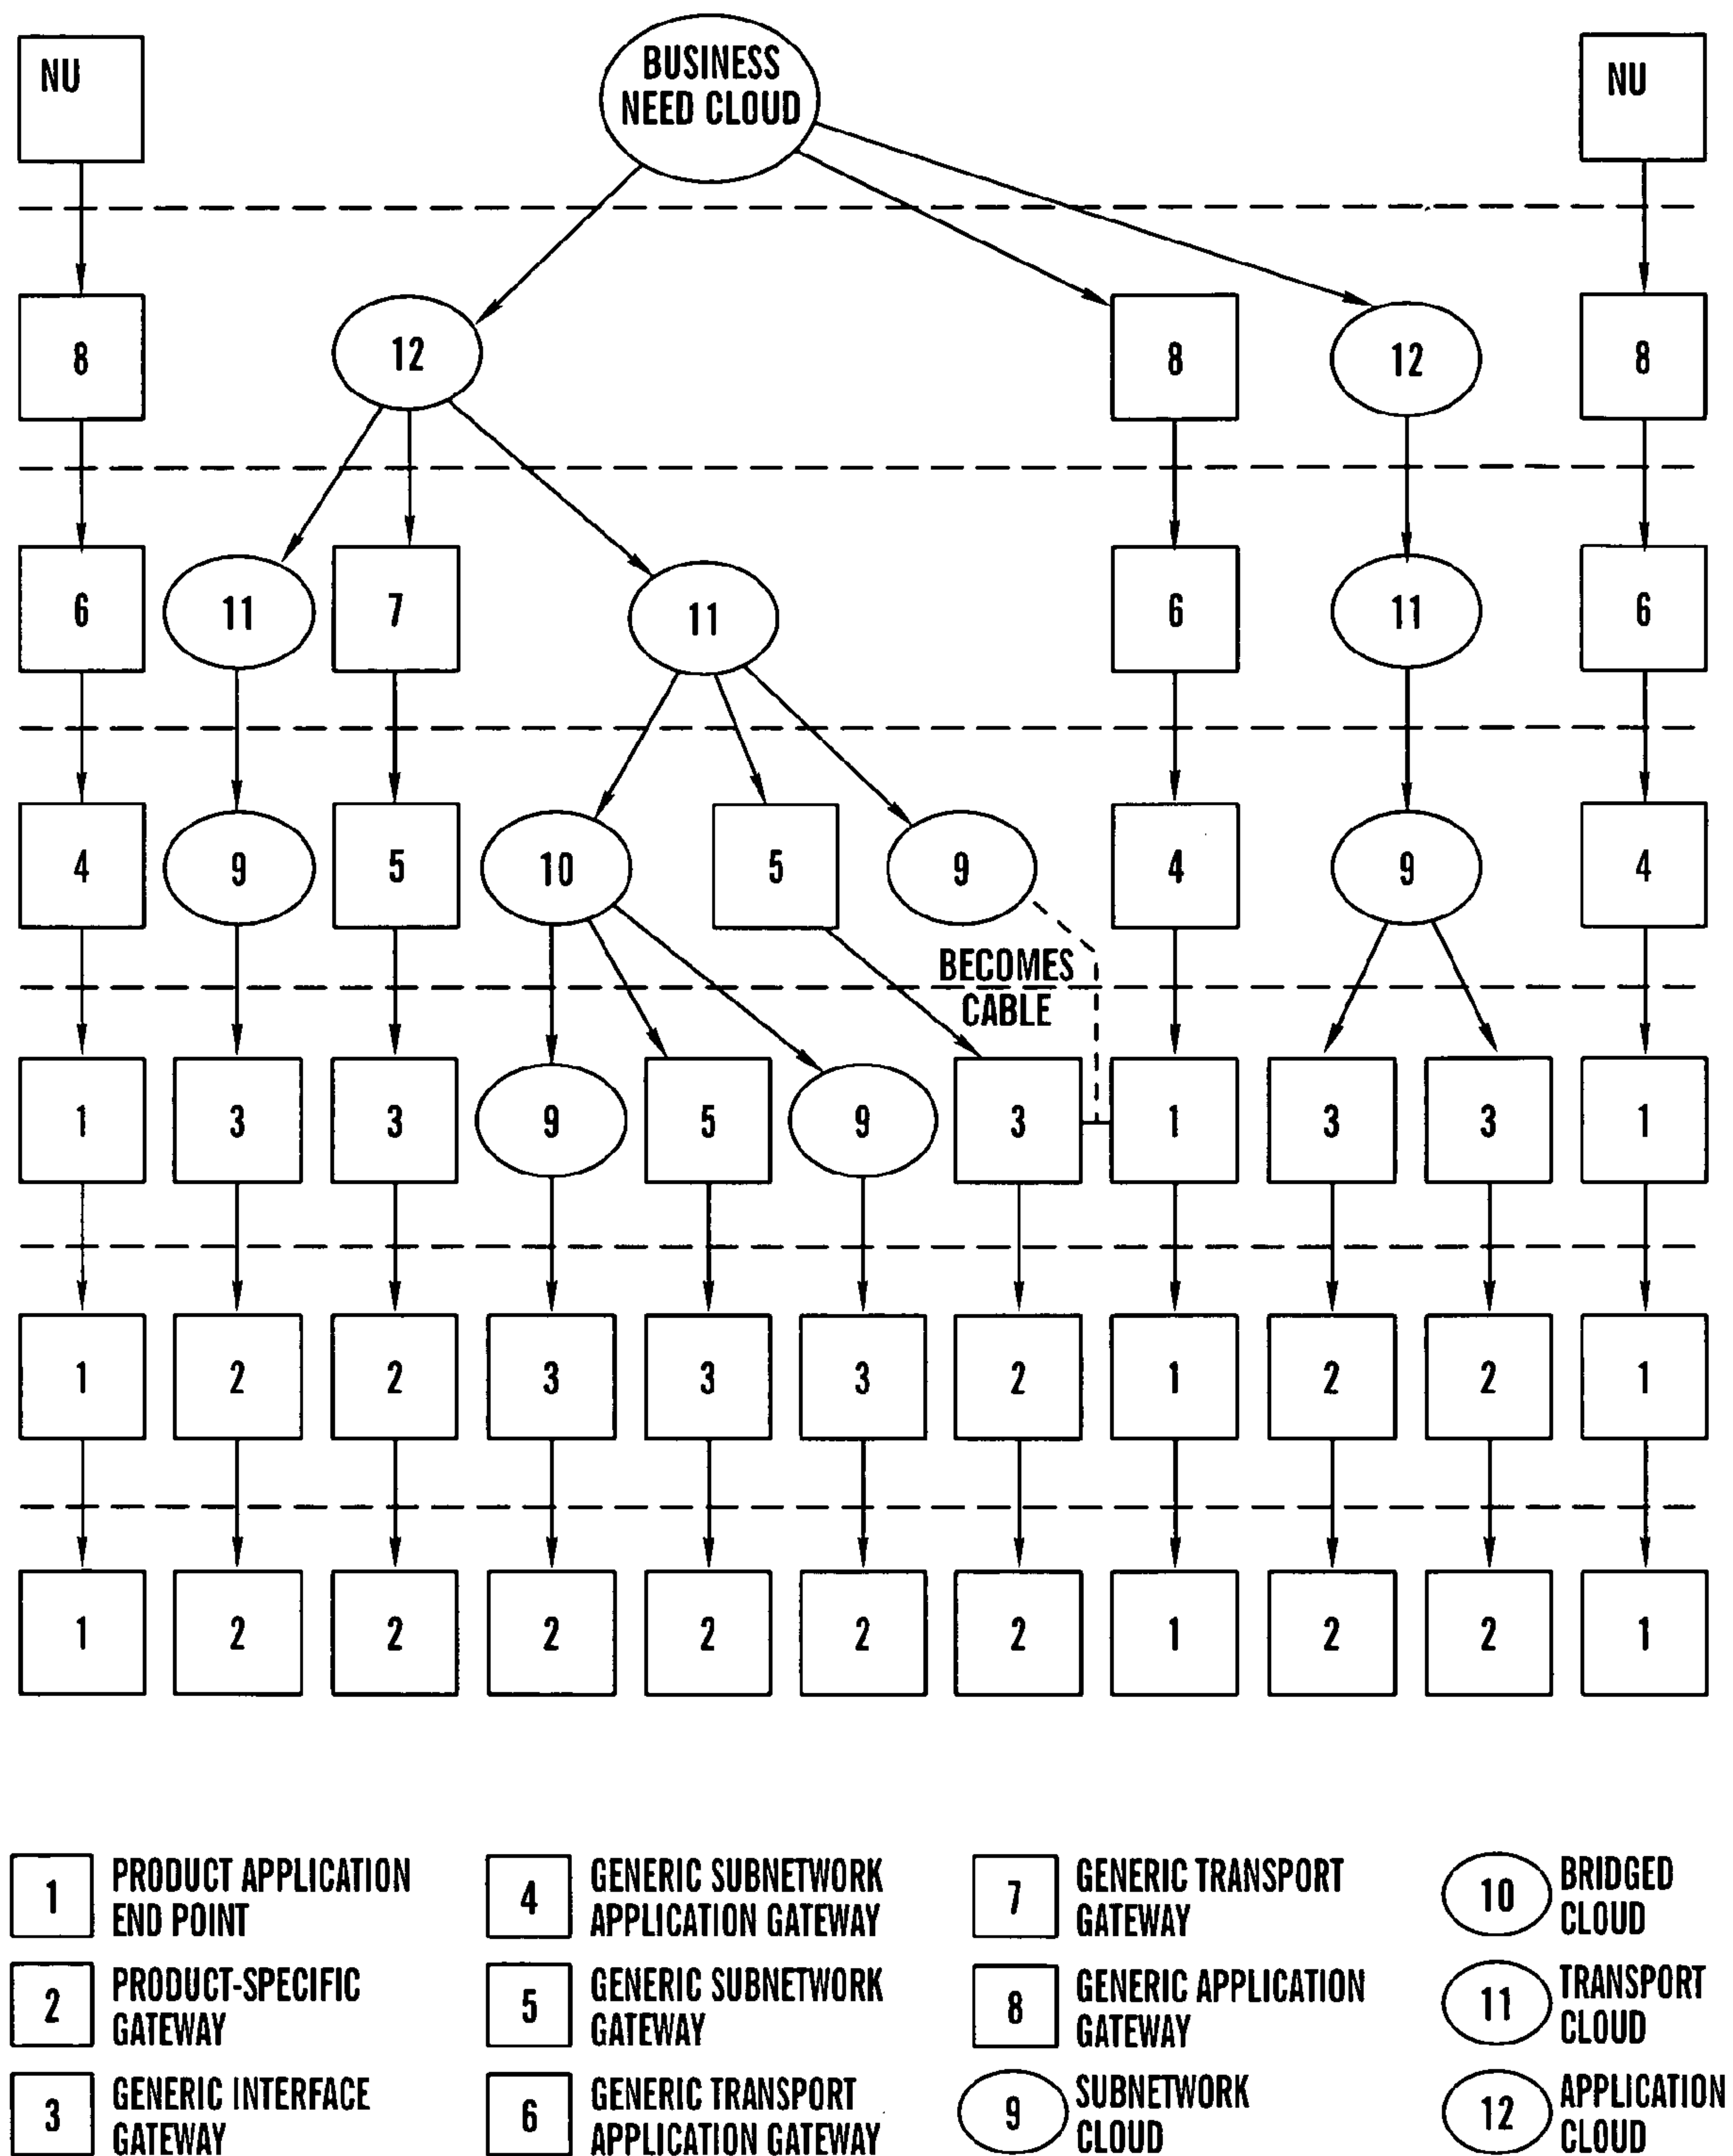 NU
BUSINESS
NEED CLOUD
NU
8
12
8
12
8
6
11
7
11
6
11
6
4
9
5
10
5
9
4
9
4
BECOMES
CABLE
1
3
3
9
5
9
3
1
3
3
1
1
2
2
3
3
3
2
1
2
2
1
1
2
2
2
2
2
2
1
2
2
1
1
PRODUCT APPLICATION
END POINT
2
PRODUCT-SPECIFIC
GATEWAY
3
GENERIC INTERFACE
GATEWAY
4
GENERIC SUBNETWORK
APPLICATION GATEWAY
5
GENERIC SUBNETWORK
GATEWAY
6
GENERIC TRANSPORT
APPLICATION GATEWAY
7
GENERIC TRANSPORT
GATEWAY
8
GENERIC APPLICATION
GATEWAY
9
SUBNETWORK
CLOUD
10
BRIDGED
CLOUD
11
TRANSPORT
CLOUD
12
APPLICATION
CLOUD